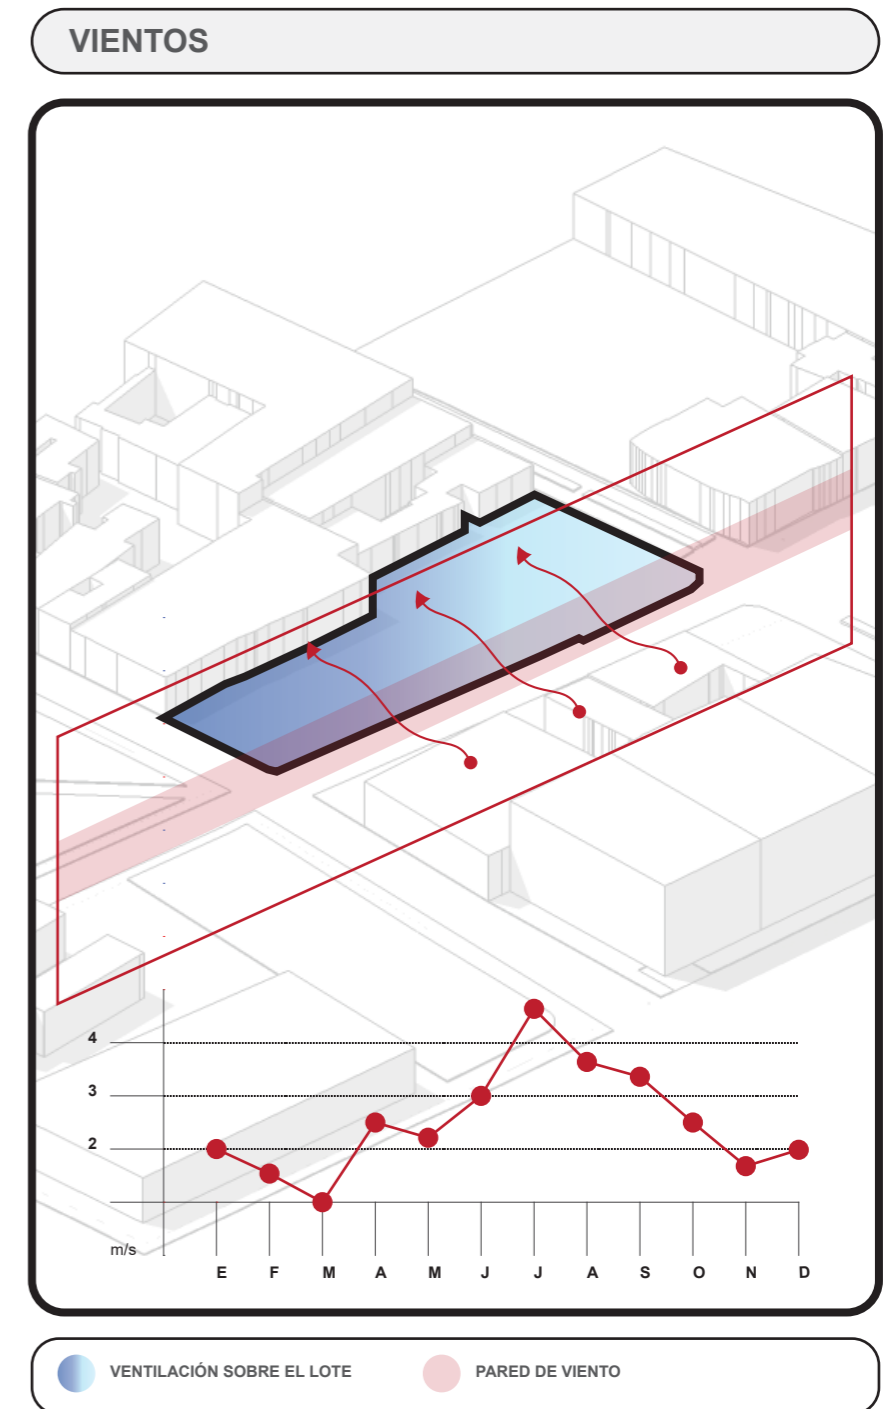 VIENTOS
4
3
2
m/s
E F M A M J J A S O N D
VENTILACIÓN SOBRE EL LOTE
PARED DE VIENTO